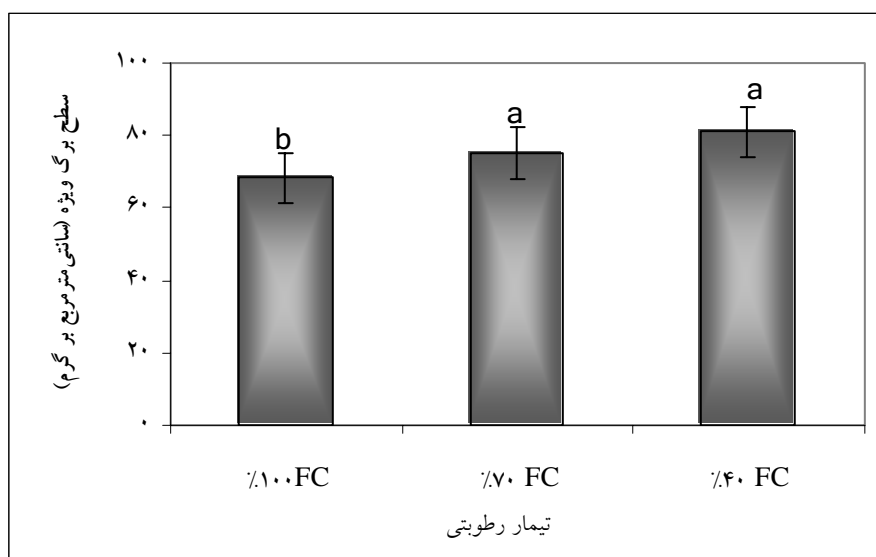 سطح برگ ویژه (سانتی متر مربع بر گرم)
۱۰۰
۸۰
۶۰
۴۰
۲۰
۰
b
a
a
٪۱۰۰FC
٪۷۰ FC
٪۴۰ FC
تیمار رطوبتی